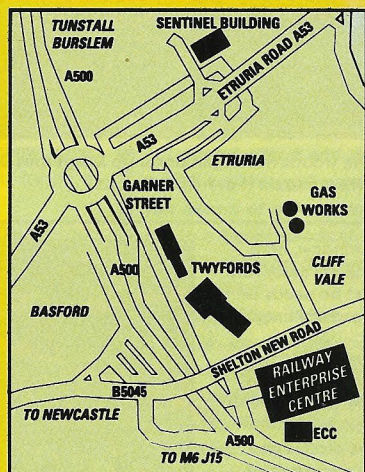 TUNSTALL
BURSLEM
SENTINEL BUILDING
A500
ETRURIA ROAD A53
A53
ETRURIA
GARNER
STREET
GAS
WORKS
A53
A500
TWYFORDS
CLIFF
VALE
BASFORD
SHELTON NEW ROAD
RAILWAY
ENTERPRISE
CENTRE
B5045
TO NEWCASTLE
A500
ECC
TO M6 J15